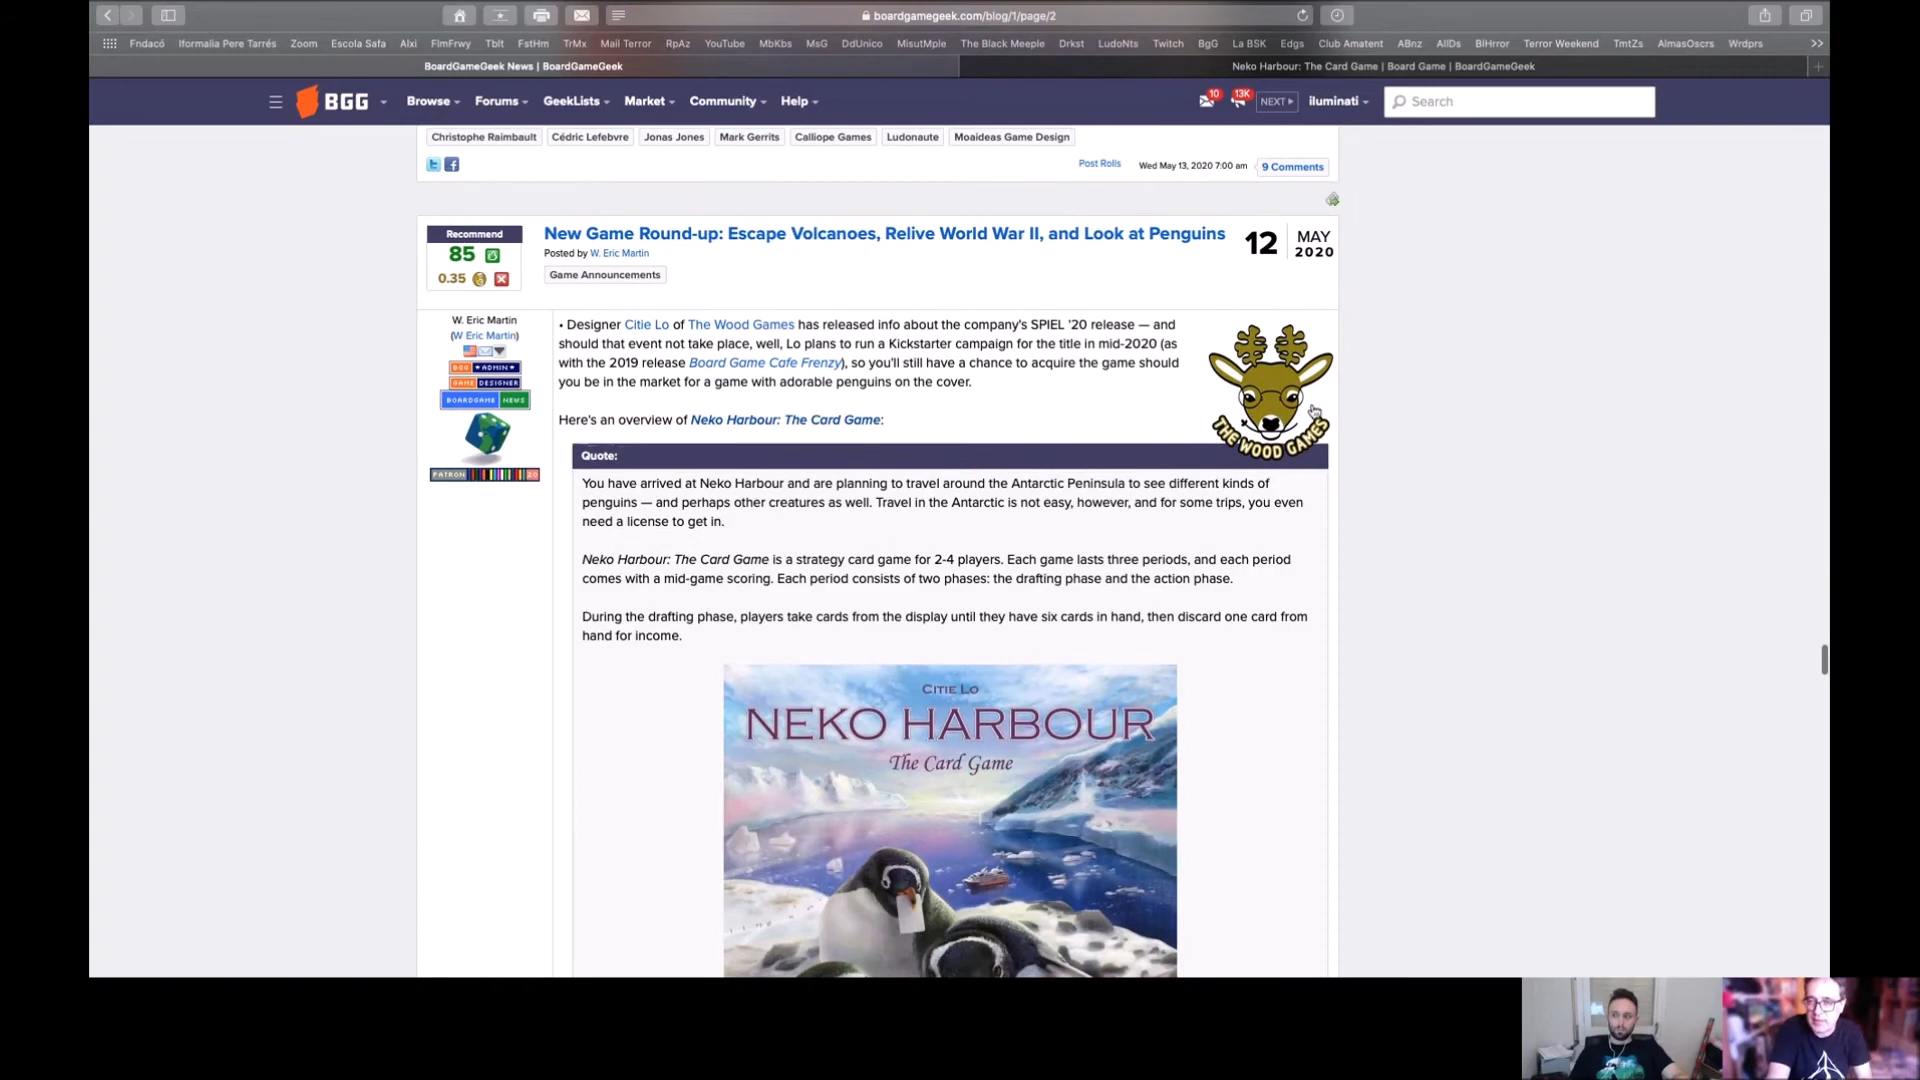 boardgamegeek.com/blog/1/page/2
Fndacó Iformalia Pere Tarrés Zoom Escola Safa Alxi FlmFrwy Tblt FstHm TrMx Mail Terror RpAz YouTube MbKbs MsG DdUnico MisutMple The Black Meeple Drkst LudoNts Twitch BgG La BSK Edgs Club Amatent ABnz AllDs BlHrror Terror Weekend TmtZs AlmasOscrs Wrdprs
BoardGameGeek News | BoardGameGeek
Neko Harbour: The Card Game | Board Game | BoardGameGeek
BGG Browse Forums GeekLists Market Community Help 10 13K NEXT iluminati Search
Christophe Raimbault Cédric Lefebvre Jonas Jones Mark Gerrits Calliope Games Ludonaute Moaideas Game Design
Post Rolls Wed May 13, 2020 7:00 am 9 Comments
Recommend
85
0.35
New Game Round-up: Escape Volcanoes, Relive World War II, and Look at Penguins
Posted by W. Eric Martin
Game Announcements
12 MAY 2020
W. Eric Martin
(W Eric Martin)
BGG ADMIN
GAME DESIGNER
BOARDGAME NEWS
PATRON 20
• Designer Citie Lo of The Wood Games has released info about the company's SPIEL '20 release — and
should that event not take place, well, Lo plans to run a Kickstarter campaign for the title in mid-2020 (as
with the 2019 release Board Game Cafe Frenzy), so you'll still have a chance to acquire the game should
you be in the market for a game with adorable penguins on the cover.
THE WOOD GAMES
Here's an overview of Neko Harbour: The Card Game:
Quote:
You have arrived at Neko Harbour and are planning to travel around the Antarctic Peninsula to see different kinds of
penguins — and perhaps other creatures as well. Travel in the Antarctic is not easy, however, and for some trips, you even
need a license to get in.
Neko Harbour: The Card Game is a strategy card game for 2-4 players. Each game lasts three periods, and each period
comes with a mid-game scoring. Each period consists of two phases: the drafting phase and the action phase.
During the drafting phase, players take cards from the display until they have six cards in hand, then discard one card from
hand for income.
CITIE LO
NEKO HARBOUR
The Card Game